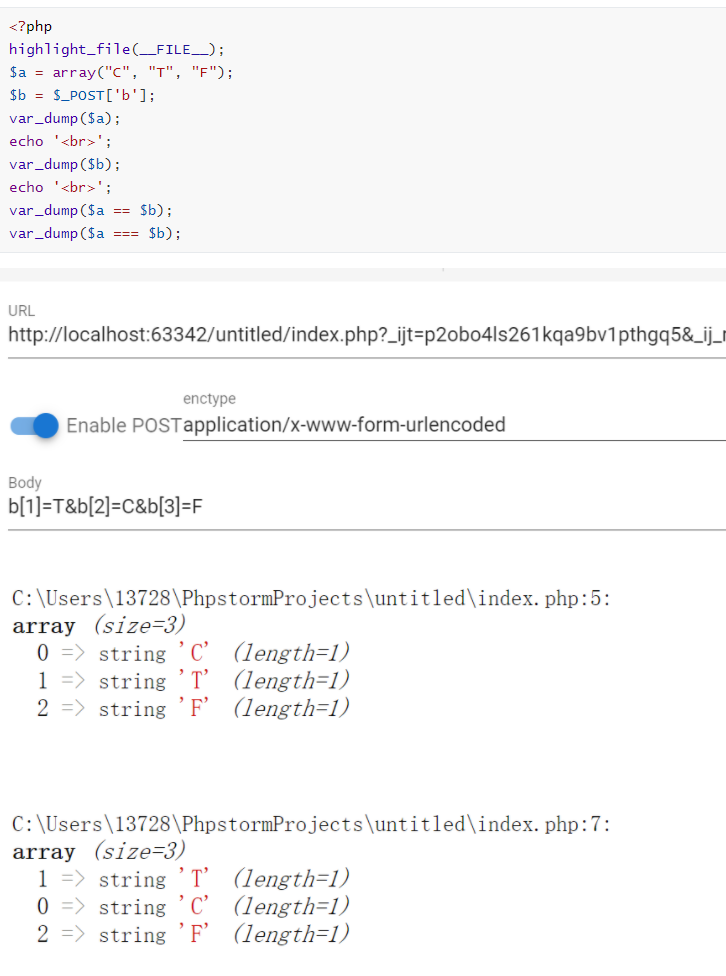 <?php
highlight_file(__FILE__);
$a = array("C", "T", "F");
$b = $_POST['b'];
var_dump($a);
echo '<br>';
var_dump($b);
echo '<br>';
var_dump($a == $b);
var_dump($a === $b);
URL
http://localhost:63342/untitled/index.php?_ijt=p2obo4ls261kqa9bv1pthgq5&_ij_r
enctype
Enable POST application/x-www-form-urlencoded
Body
b[1]=T&b[2]=C&b[3]=F
C:\Users\13728\PhpstormProjects\untitled\index.php:5:
array (size=3)
0 => string 'C' (length=1)
1 => string 'T' (length=1)
2 => string 'F' (length=1)
C:\Users\13728\PhpstormProjects\untitled\index.php:7:
array (size=3)
1 => string 'T' (length=1)
0 => string 'C' (length=1)
2 => string 'F' (length=1)